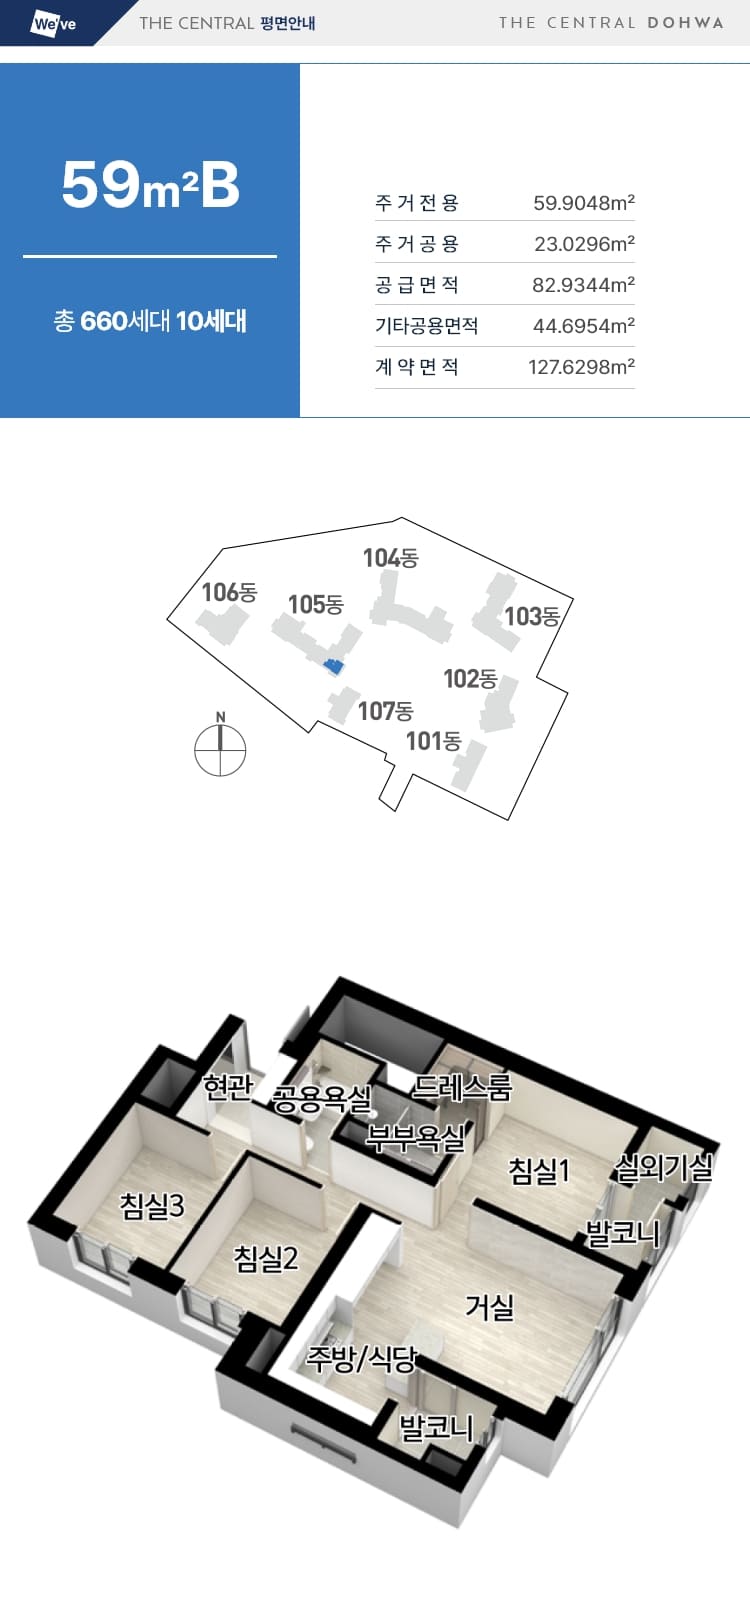 We've THE CENTRAL 평면안내 THE CENTRAL DOHWA
59m²B
총 660세대 10세대
주거전용 59.9048m²
주거공용 23.0296m²
공급면적 82.9344m²
기타공용면적 44.6954m²
계약면적 127.6298m²
104동
106동
105동
103동
102동
107동
101동
N
현관
공용욕실
드레스룸
부부욕실
침실1
실외기실
침실3
발코니
침실2
거실
주방/식당
발코니